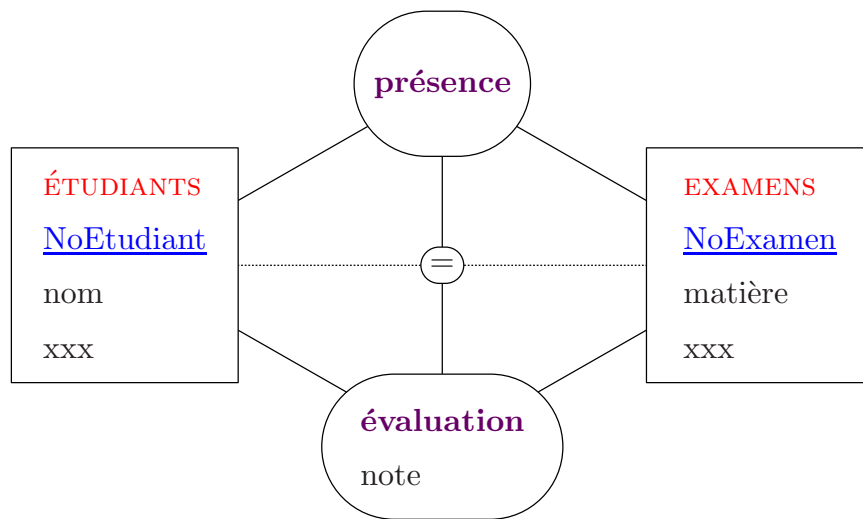 présence
ÉTUDIANTS
NoEtudiant
nom
xxx
=
EXAMENS
NoExamen
matière
xxx
évaluation
note